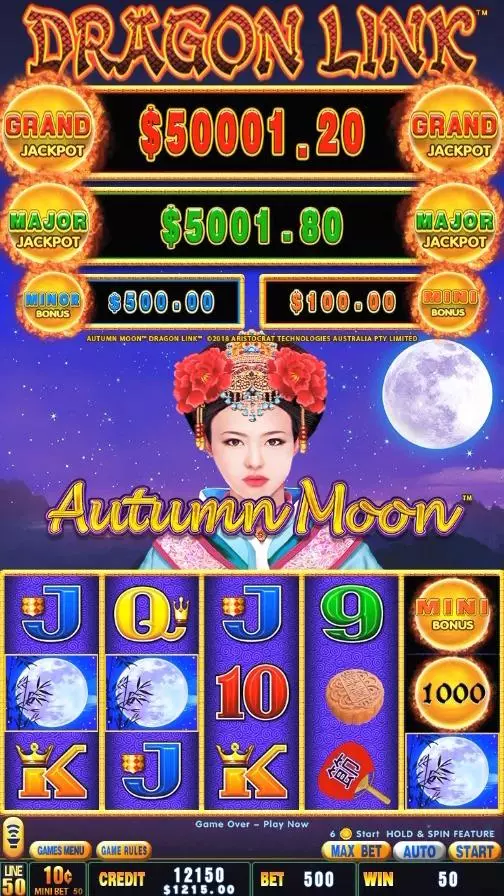 DRAGON LINK™
GRAND JACKPOT $50001.20 GRAND JACKPOT
MAJOR JACKPOT $5001.80 MAJOR JACKPOT
MINOR BONUS $500.00 $100.00 MINI BONUS
AUTUMN MOON™ DRAGON LINK™ ©2018 ARISTOCRAT TECHNOLOGIES AUSTRALIA PTY LIMITED
Autumn Moon™
J Q J 9 MINI BONUS
10 1000
K J K
Game Over – Play Now
6 Start HOLD & SPIN FEATURE
GAMES MENU GAME RULES MAX BET AUTO START
LINE 50 10¢ MINI BET 50 CREDIT 12150 $1215.00 BET 500 WIN 50